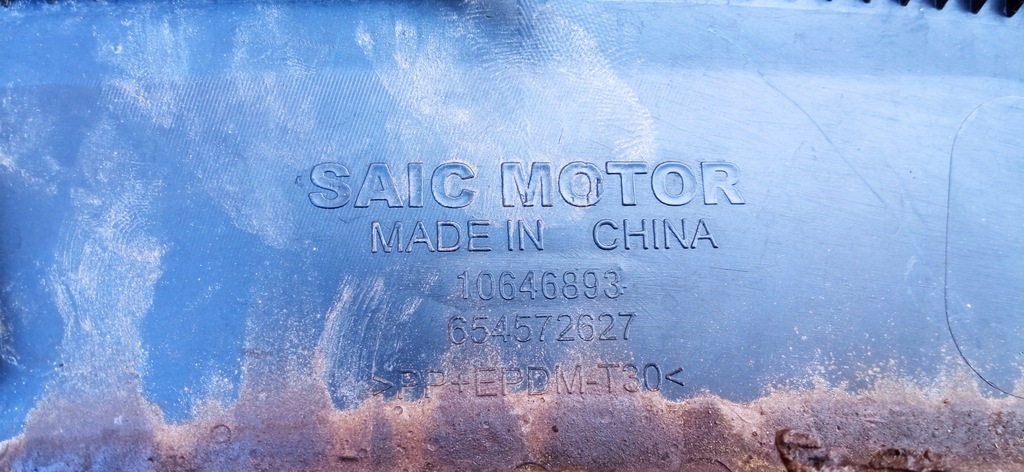 SAIC MOTOR
MADE IN CHINA
10646893
654572627
>PP+EPDM-T30<